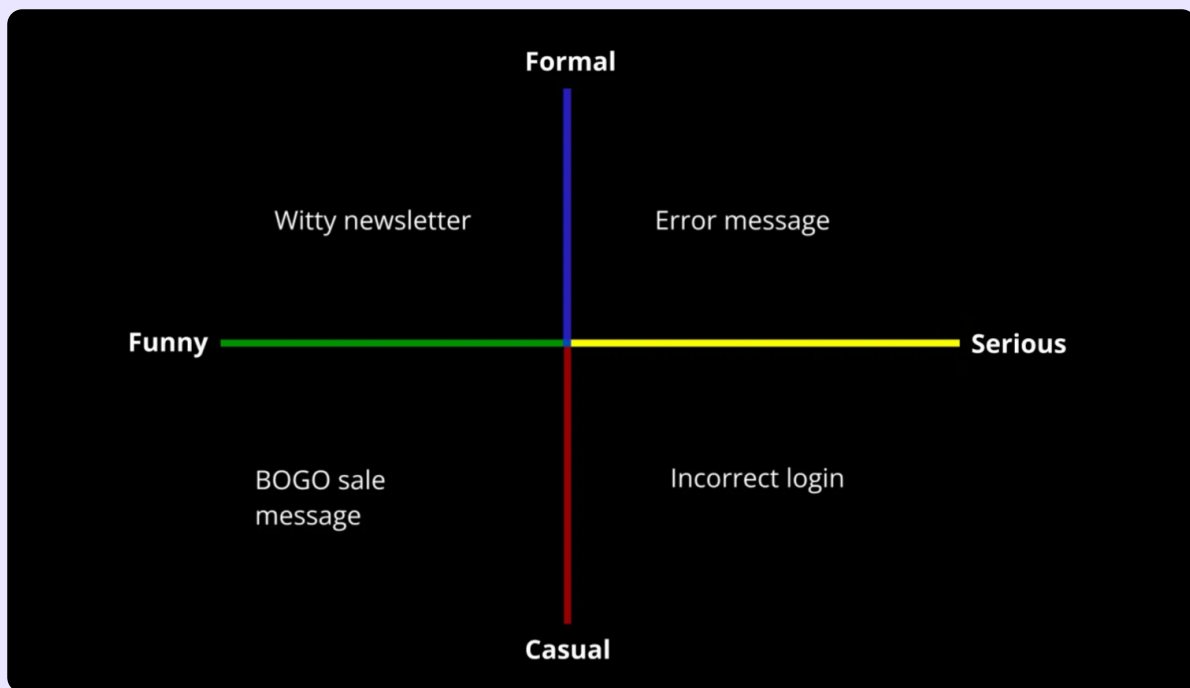 Formal
Witty newsletter
Error message
Funny
Serious
BOGO sale
message
Incorrect login
Casual